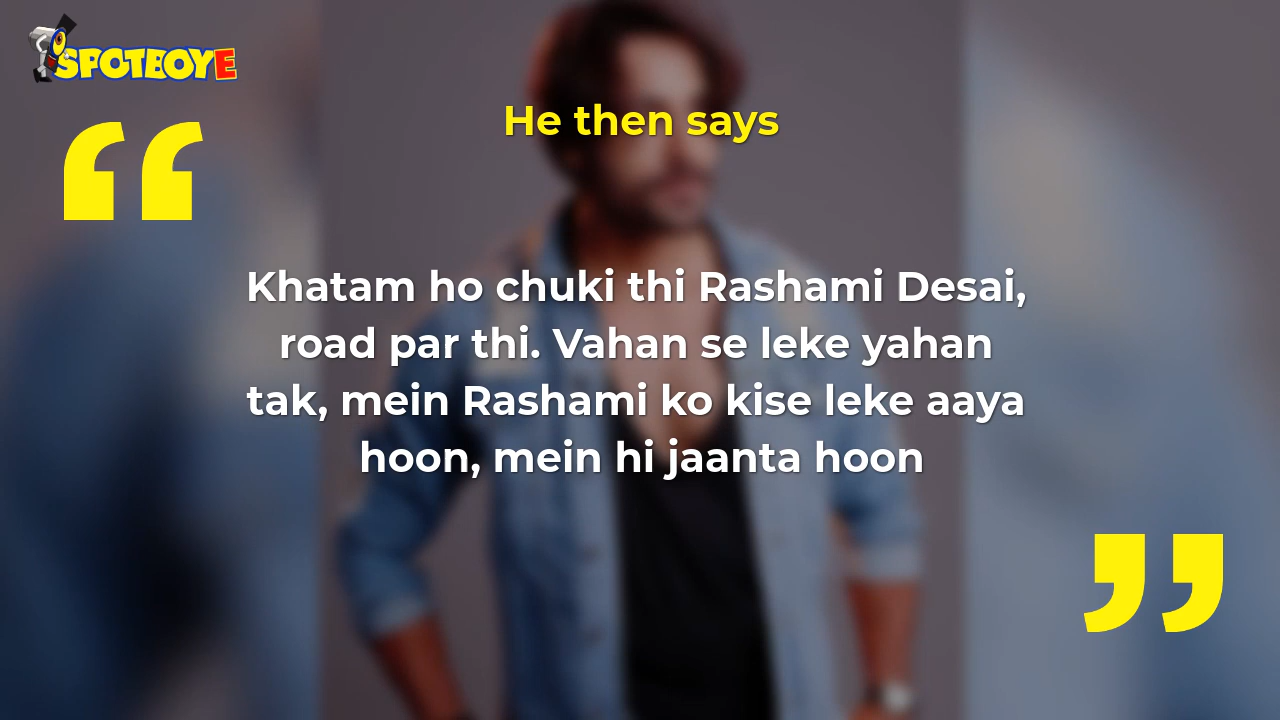 SPOTBOYE
He then says
Khatam ho chuki thi Rashami Desai,
road par thi. Vahan se leke yahan
tak, mein Rashami ko kise leke aaya
hoon, mein hi jaanta hoon